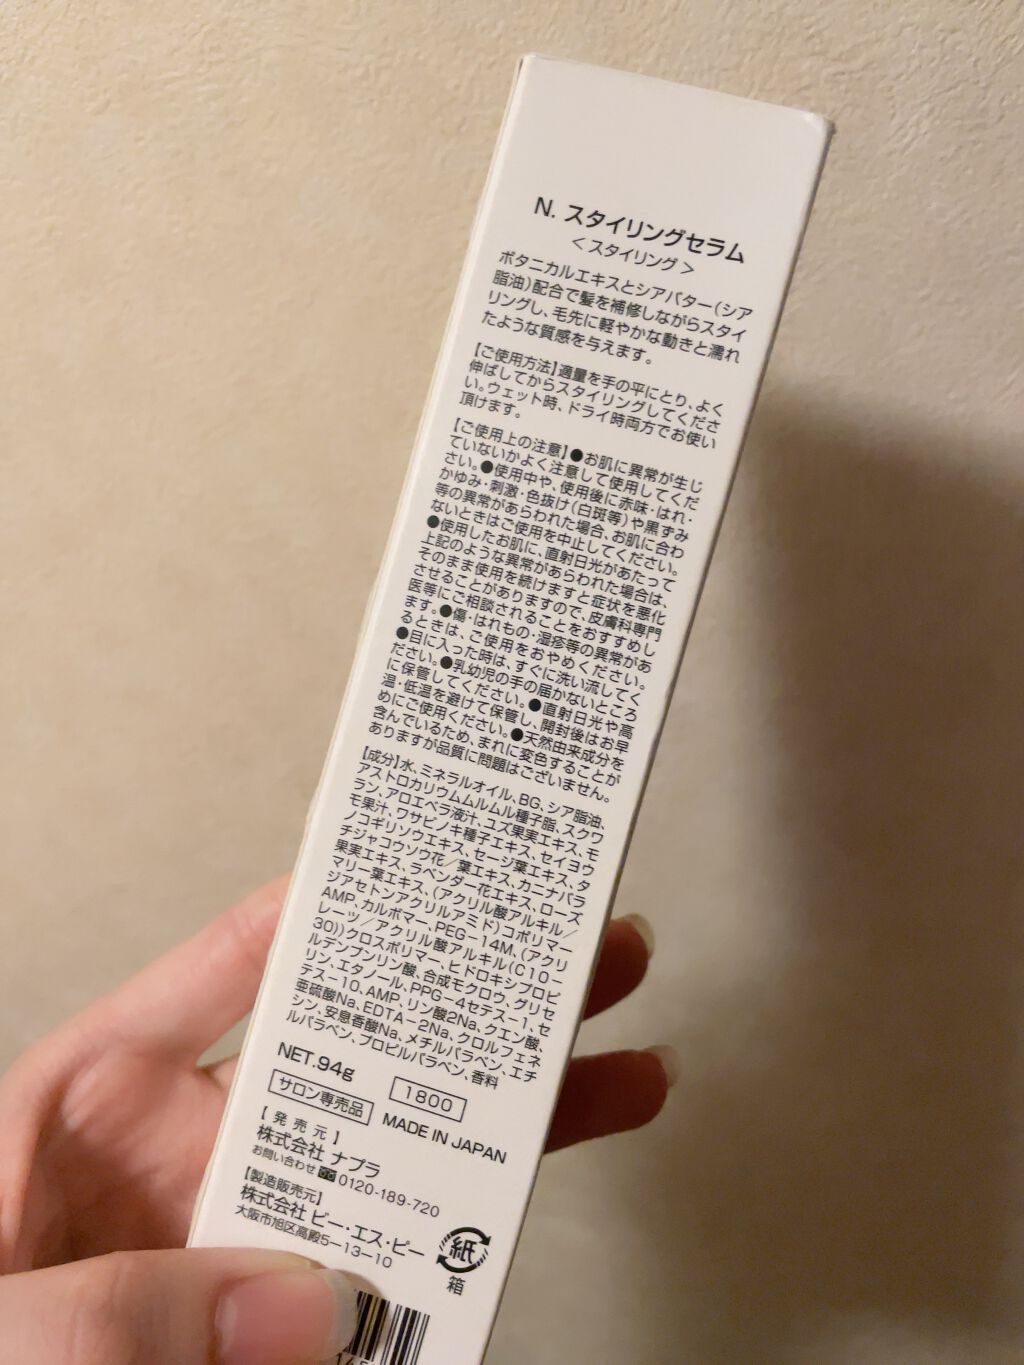 N. スタイリングセラム
＜スタイリング＞
ボタニカルエキスとシアバター（シア
脂油）配合で髪を補修しながらスタイ
リングし、毛先に軽やかな動きと濡れ
たような質感を与えます。
【ご使用方法】適量を手の平にとり、よく
伸ばしてからスタイリングしてくださ
い。ウェット時、ドライ時両方でお使い
頂けます。
【ご使用上の注意】●お肌に異常が生じ
ていないかよく注意して使用してくだ
さい。●使用中や、使用後に赤味・はれ・
かゆみ・刺激・色抜け（白斑等）や黒ずみ
等の異常があらわれた場合、お肌に合わ
ないときはご使用を中止してください。
●使用したお肌に、直射日光があたって
上記のような異常があらわれた場合は、
そのまま使用を続けますと症状を悪化
させることがありますので、皮膚科専門
医等にご相談されることをおすすめし
ます。●傷・はれもの・湿疹等の異常があ
るときは、ご使用をおやめください。
●目に入った時は、すぐに洗い流してく
ださい。●乳幼児の手の届かないところ
に保管してください。●直射日光や高
温・低温を避けて保管し、開封後はお早
めにご使用ください。●天然由来成分を
含んでいるため、まれに変色することが
ありますが品質に問題はございません。
【成分】水、ミネラルオイル、BG、シア脂油、
アストロカリウムムルムル種子脂、スクワ
ラン、アロエベラ液汁、ユズ果実エキス、モ
モ果汁、ワサビノキ種子エキス、セイヨウ
ノコギリソウエキス、セージ葉エキス、タ
チジャコウソウ花／葉エキス、カニナバラ
果実エキス、ラベンダー花エキス、ローズ
マリー葉エキス、（アクリル酸アルキル／
ジアセトンアクリルアミド）コポリマー
AMP、カルボマー、PEG－14M、（アクリ
レーツ／アクリル酸アルキル（C10－
30））クロスポリマー、ヒドロキシプロピ
ルデンプンリン酸、合成モクロウ、グリセ
リン、エタノール、PPG－4セテス－1、セ
テス－10、AMP、リン酸2Na、クエン酸、
亜硫酸Na、EDTA－2Na、クロルフェネ
シン、安息香酸Na、メチルパラベン、エチ
ルパラベン、プロピルパラベン、香料
NET.94g
1800
サロン専売品
MADE IN JAPAN
【発売元】
株式会社 ナプラ
お問い合わせ 0120-189-720
【製造販売元】
株式会社 ビー・エス・ピー
大阪市旭区高殿5－13－10
紙
箱